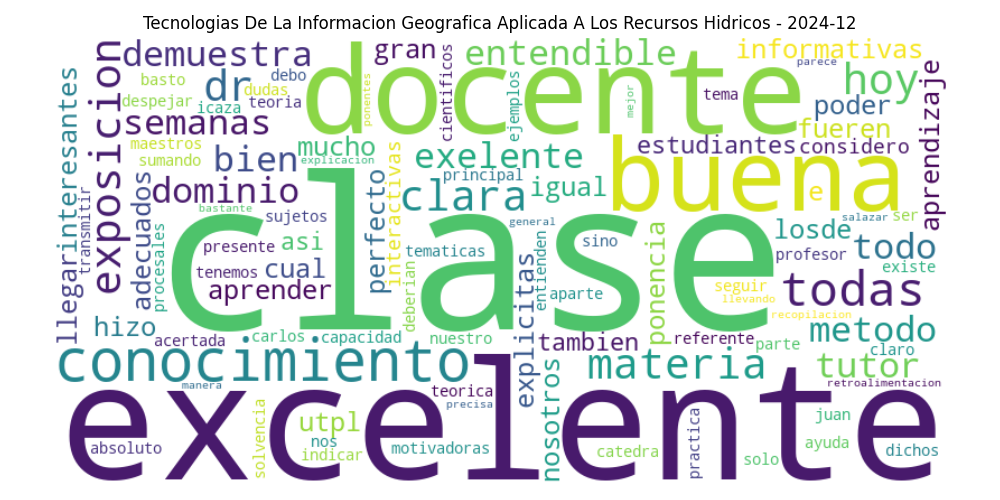 Tecnologias De La Informacion Geografica Aplicada A Los Recursos Hidricos - 2024-12
demuestra
gran
cientificos
entendible
informativas
parece
exposicion
basto
dr
debo
dudas
ponentes
docente
ejemplos
mejor
tema
hoy
aprendizaje
despejar
icaza
teoria
poder
llegarinteresantes
semanas
mucho
fueren
maestros
sumando
bien
explicacion
interactivas
exelente
estudiantes
considero
buena
e
transmitir
adecuados
dominio
perfecto
clara
principal
igual
bastante
sujetos
general
salazar
ser
losde
procesales
presente
asi
clase
tematicas
entienden
sino
ponencia
profesor
todo
existe
tenemos
cual
aprender
deberian
explicitas
aparte
seguir
llevando
todas
recopilacion
hizo
acertada
carlos
capacidad
nuestro
tambien
referente
parte
metodo
claro
conocimiento
materia
tutor
manera
teorica
precisa
nosotros
retroalimentacion
excelente
solvencia
utpl
nos
indicar
absoluto
motivadoras
catedra
practica
solo
juan
ayuda
dichos